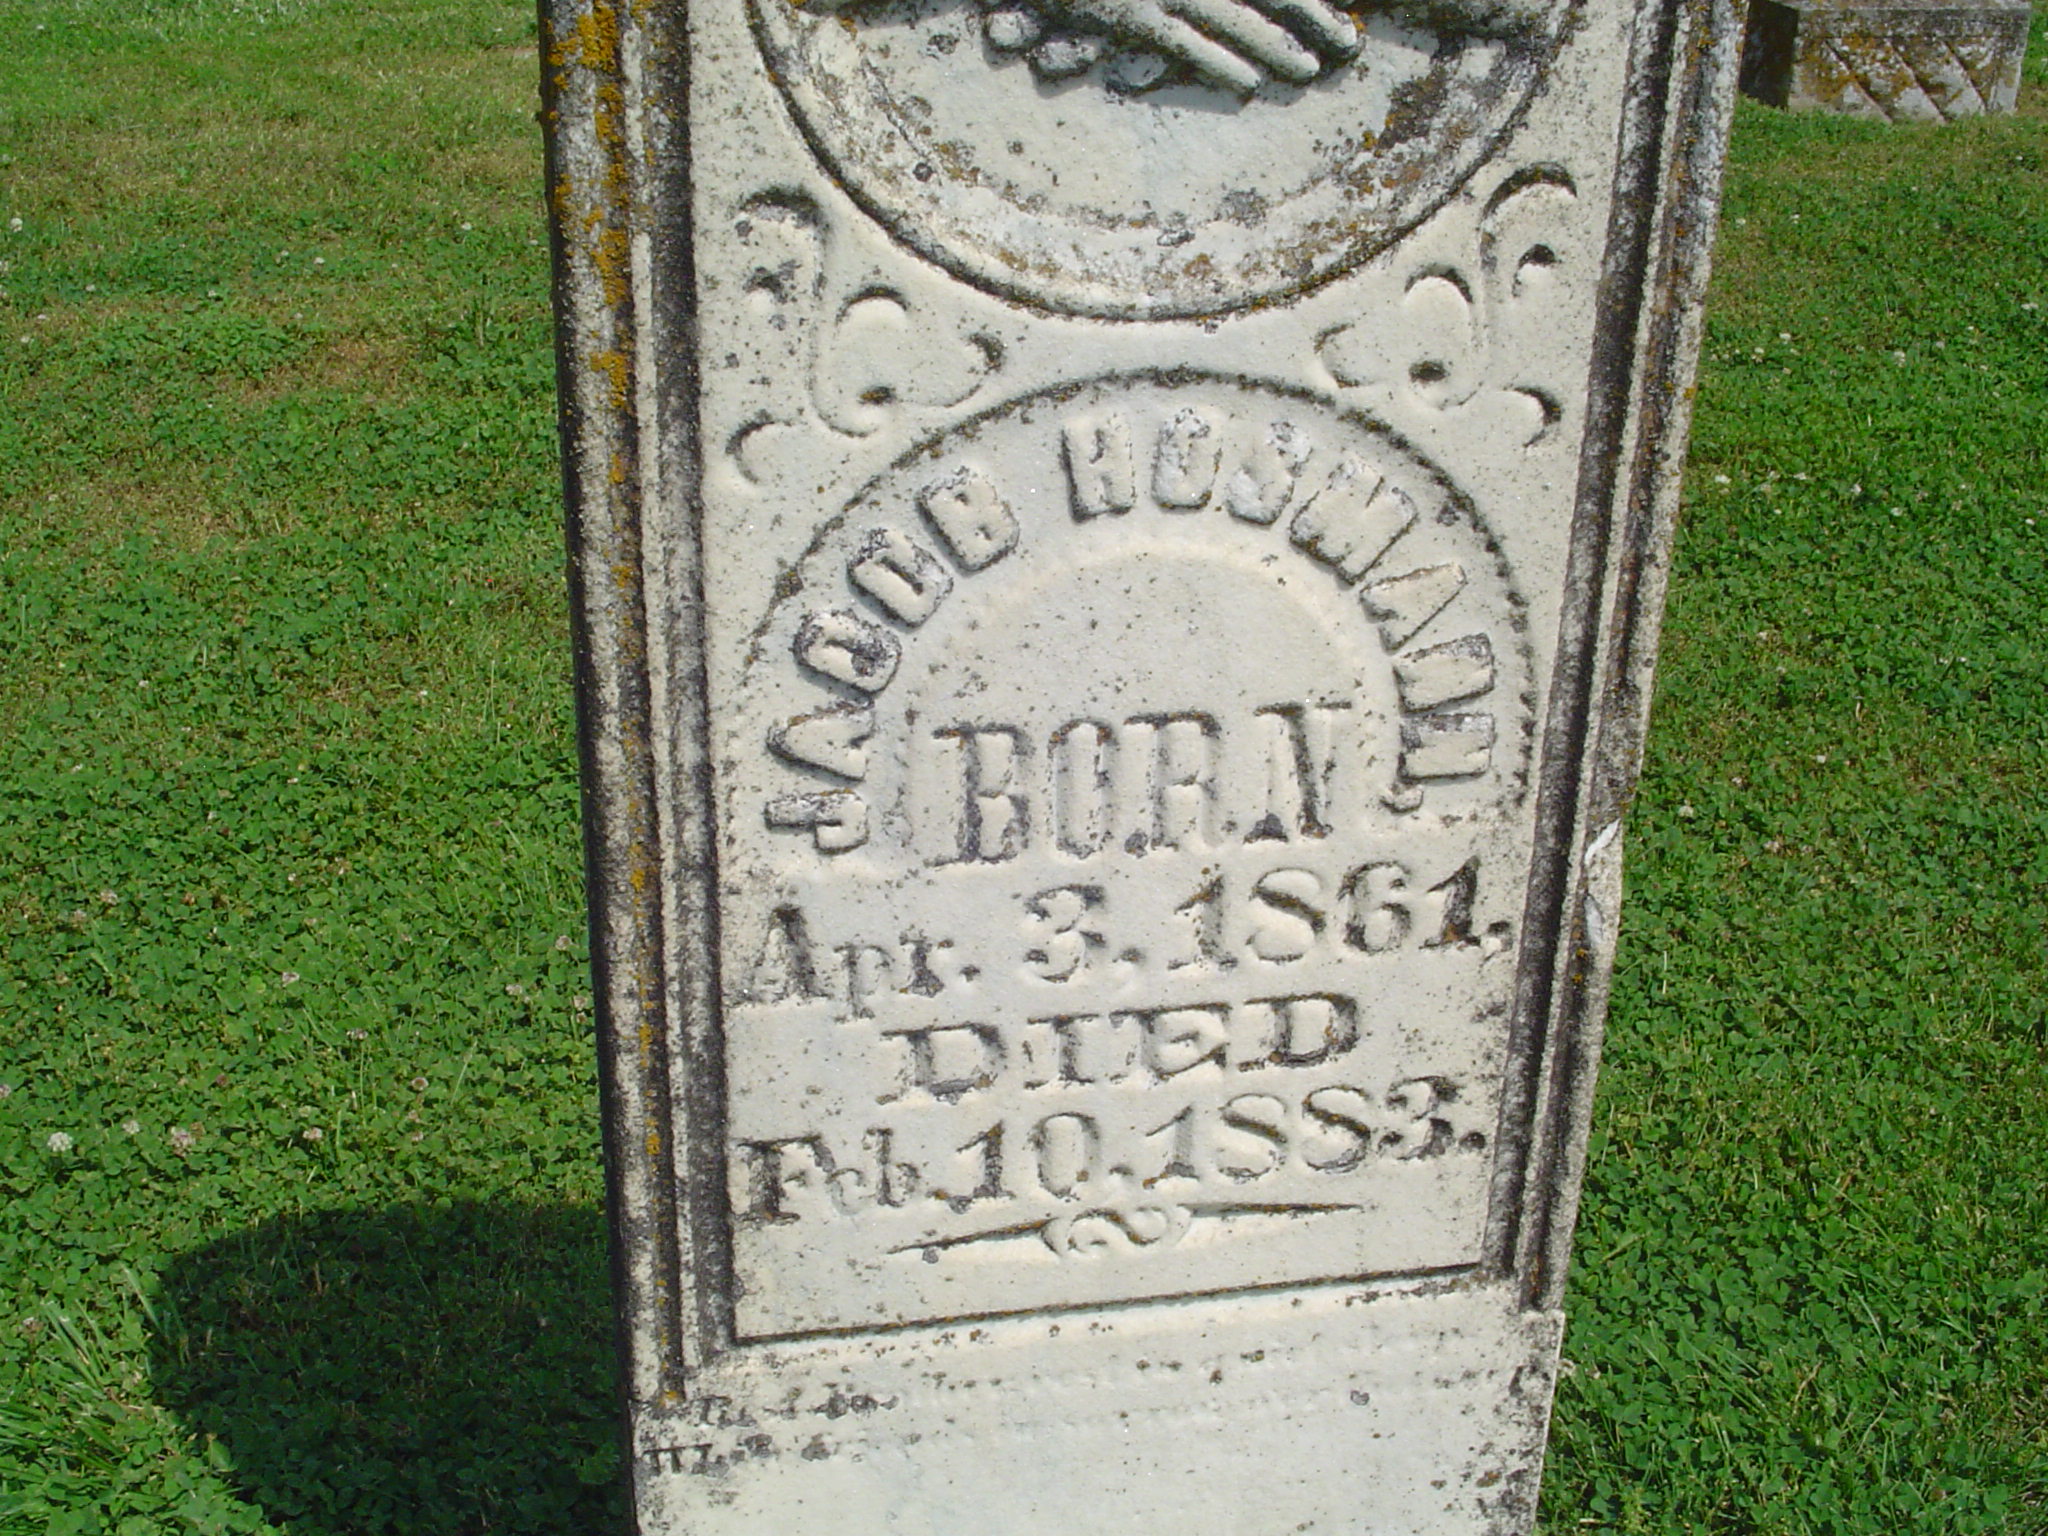 JACOB HOSMANN,
BORN
Apr. 3, 1861,
DIED
Feb. 10, 1883.